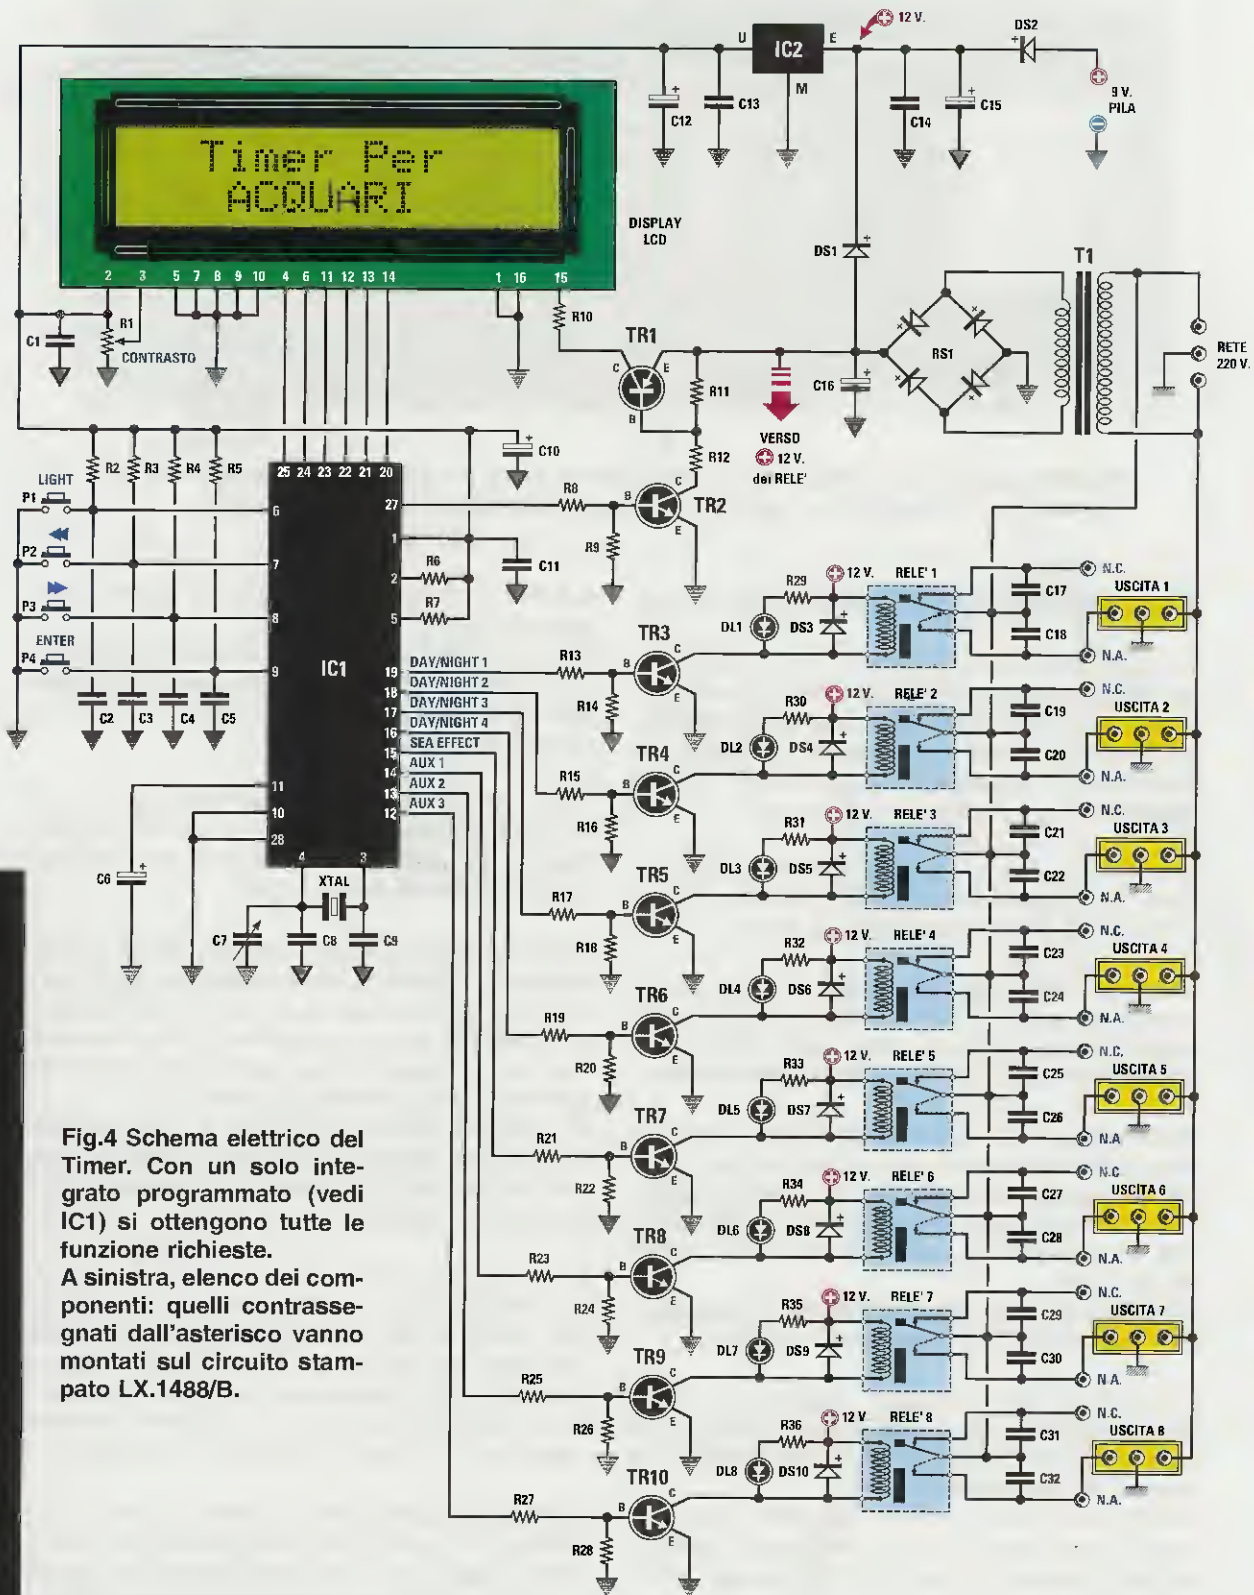 12 V.
DS2
U IC2 E
M
C12 C13 C14 C15
9 V.
PILA
Timer Per
ACQUARI
DISPLAY
LCD
DS1
T1
2 3 5 7 8 9 10 4 6 11 12 13 14 1 16 15
R10
C1 R1
CONTRASTO
TR1
C E
B
R11
RS1
C16
RETE
220 V.
VERSO
12 V.
dei RELE'
R12
R2 R3 R4 R5
C10
25 24 23 22 21 20
LIGHT
P1 6
27 R8 B C TR2
E
R9
P2 7
1
C11
2 R6
P3 8
5 R7
ENTER
P4 9
IC1
C2 C3 C4 C5
11
10
28
4 3
XTAL
C6 C7 C8 C9
19 DAY/NIGHT 1
18 DAY/NIGHT 2
17 DAY/NIGHT 3
16 DAY/NIGHT 4
15 SEA EFFECT
14 AUX 1
13 AUX 2
12 AUX 3
R29 12 V. RELE' 1 N.C.
DL1 DS3 C17 USCITA 1
TR3 C18
R13 B C E N.A.
R14
R30 12 V. RELE' 2 N.C.
DL2 DS4 C19 USCITA 2
TR4 C20
R15 B C E N.A.
R16
R31 12 V. RELE' 3 N.C.
DL3 DS5 C21 USCITA 3
TR5 C22
R17 B C E N.A.
R18
R32 12 V. RELE' 4 N.C.
DL4 DS6 C23 USCITA 4
TR6 C24
R19 B C E N.A.
R20
R33 12 V. RELE' 5 N.C.
DL5 DS7 C25 USCITA 5
TR7 C26
R21 B C E N.A
R22
R34 12 V. RELE' 6 N.C
DL6 DS8 C27 USCITA 6
TR8 C28
R23 B C E N.A.
R24
R35 12 V. RELE' 7 N.C.
DL7 DS9 C29 USCITA 7
TR9 C30
R25 B C E N.A.
R26
R36 12 V. RELE' 8 N.C.
DL8 DS10 C31 USCITA 8
TR10 C32
R27 B C E N.A.
R28
Fig.4 Schema elettrico del
Timer. Con un solo inte-
grato programmato (vedi
IC1) si ottengono tutte le
funzione richieste.
A sinistra, elenco dei com-
ponenti: quelli contrasse-
gnati dall'asterisco vanno
montati sul circuito stam-
pato LX.1488/B.